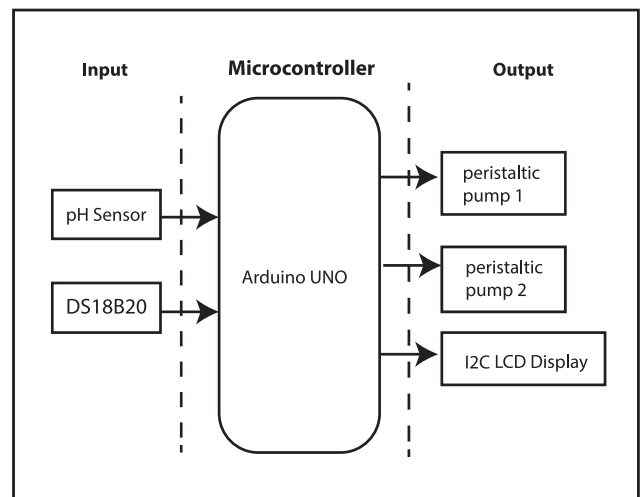 Input
Microcontroller
Output
pH Sensor
DS18B20
Arduino UNO
peristaltic
pump 1
peristaltic
pump 2
I2C LCD Display